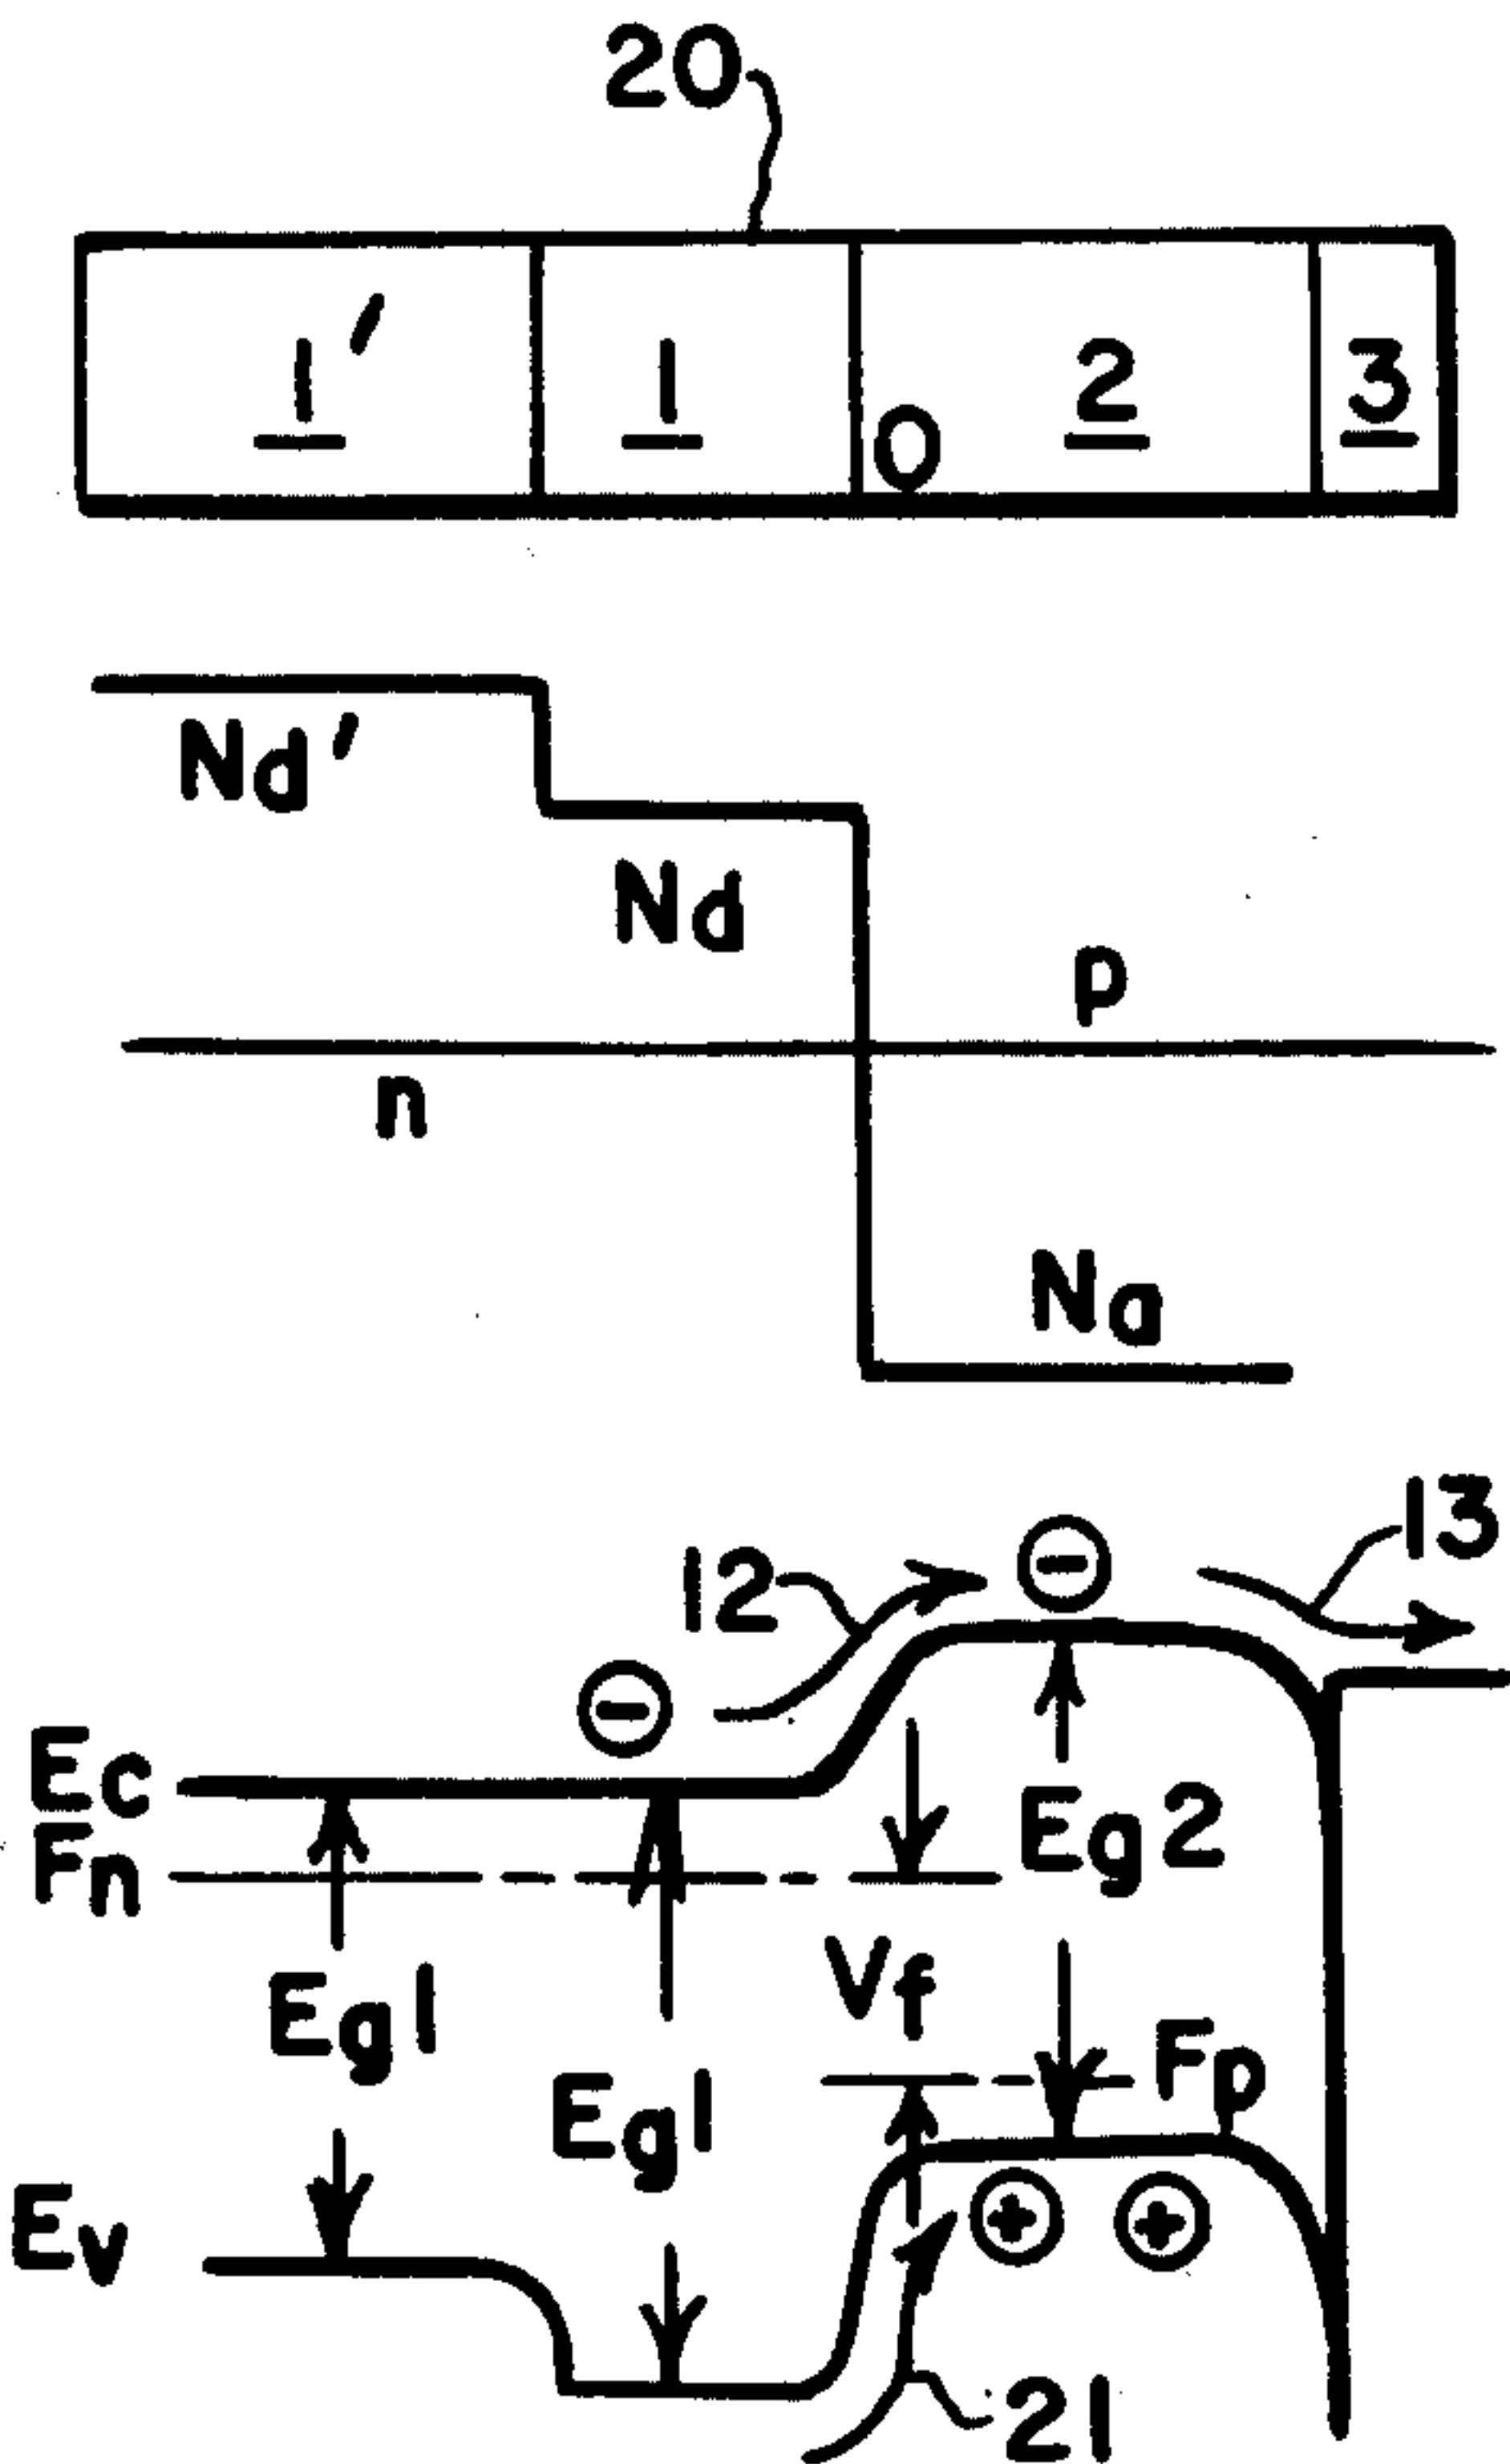 20
1′
1
2
3
0
Nd′
Nd
p
n
Na
13
12
⊖
⊖
Ec
Eg2
Fn
Vf
Eg1
Fp
Eg1
Ev
⊕ ⊕
21